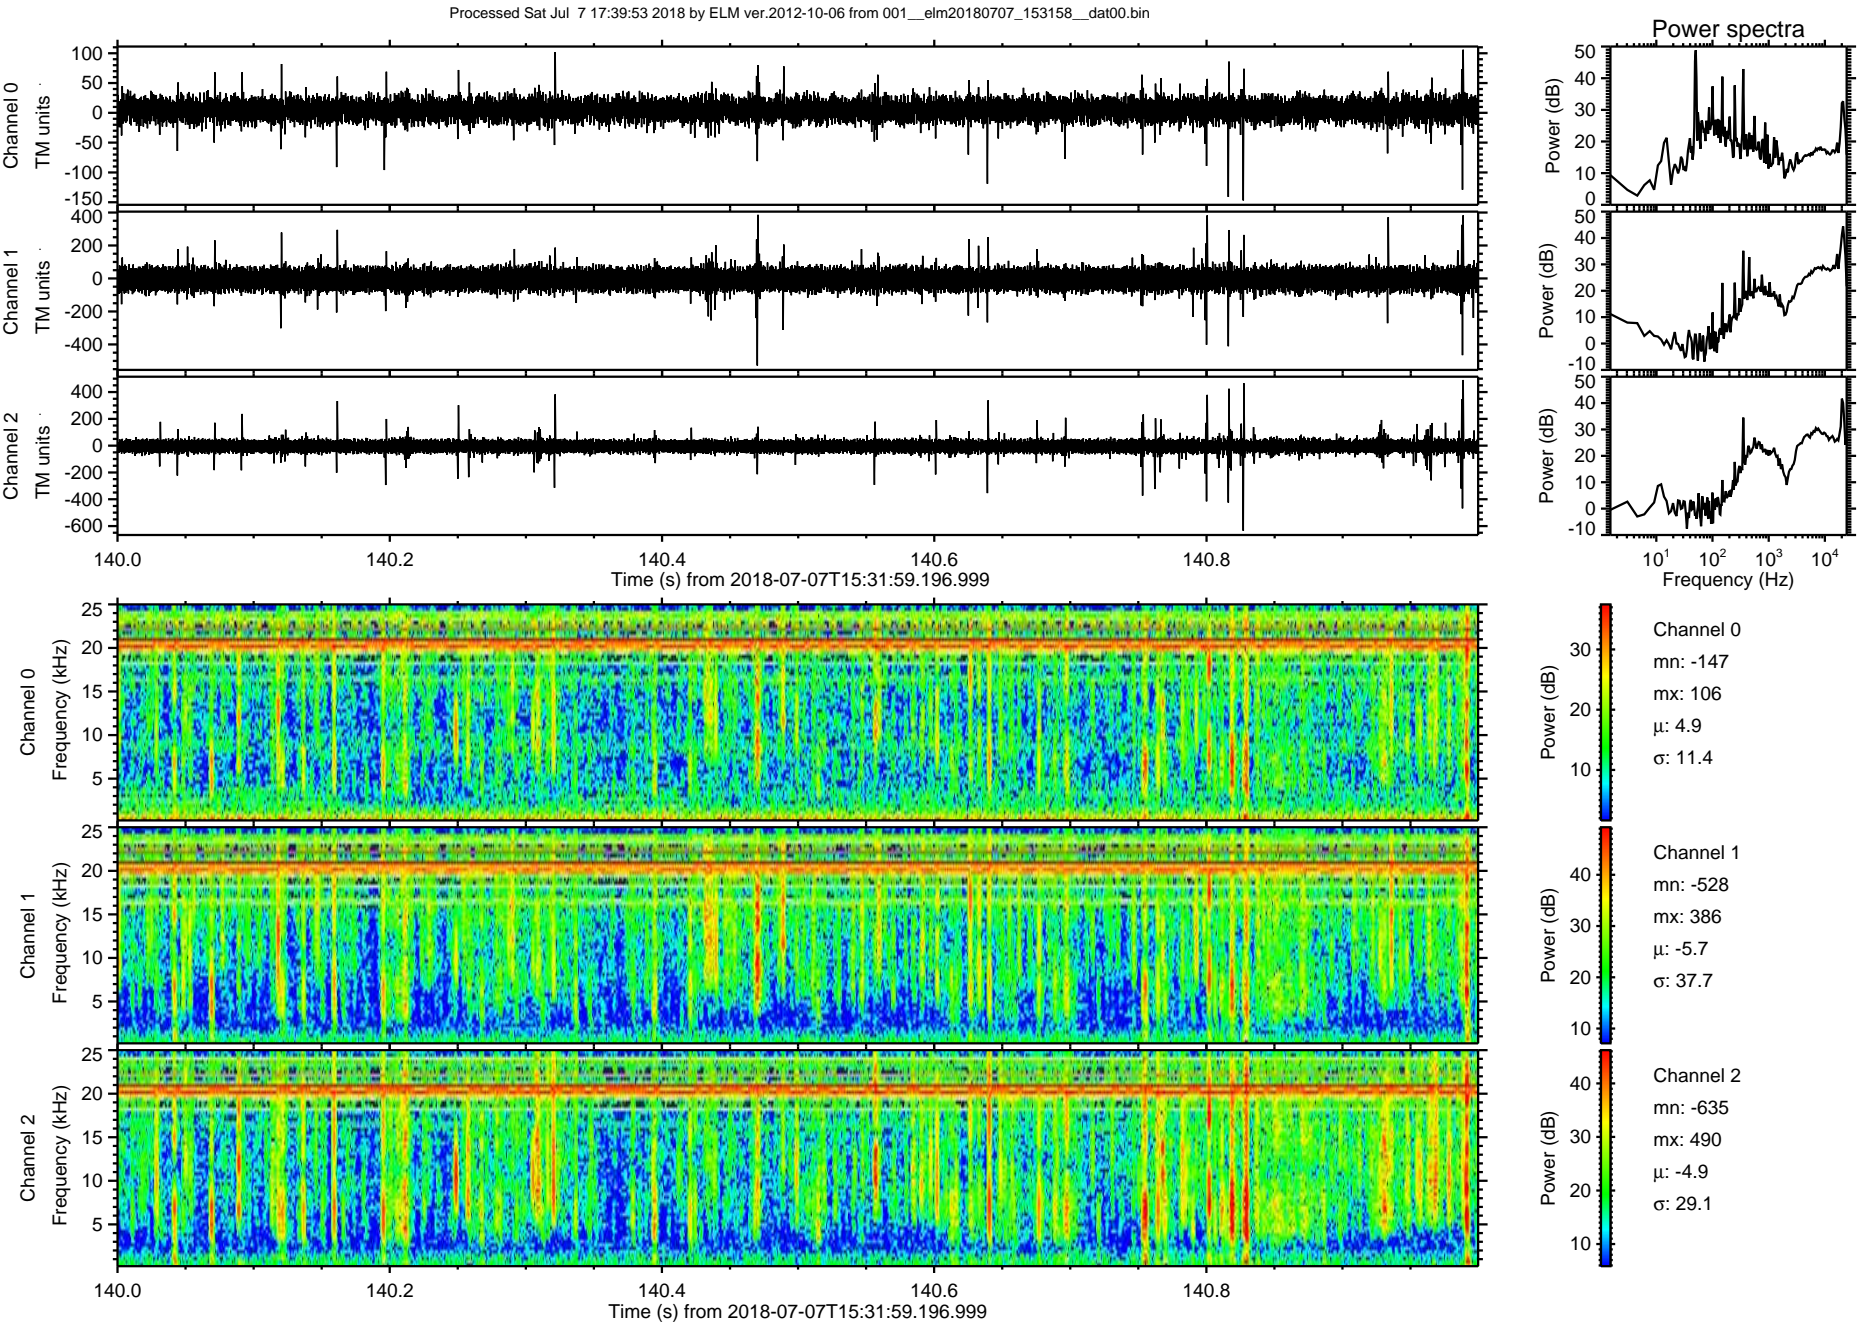 Processed Sat Jul  7 17:39:53 2018 by ELM ver.2012-10-06 from 001__elm20180707_153158__dat00.bin
Power spectra
Channel 0
TM units
100
50
0
-50
-100
-150
Power (dB)
50
40
30
20
10
0
Channel 1
TM units
400
200
0
-200
-400
Power (dB)
50
40
30
20
10
0
-10
Channel 2
TM units
400
200
0
-200
-400
-600
Power (dB)
50
40
30
20
10
0
-10
140.0 140.2 140.4 140.6 140.8
Time (s) from 2018-07-07T15:31:59.196.999
10¹ 10² 10³ 10⁴
Frequency (Hz)
Channel 0
Frequency (kHz)
25
20
15
10
5
Power (dB)
30
20
10
Channel 0
mn: -147
mx: 106
μ: 4.9
σ: 11.4
Channel 1
Frequency (kHz)
25
20
15
10
5
Power (dB)
40
30
20
10
Channel 1
mn: -528
mx: 386
μ: -5.7
σ: 37.7
Channel 2
Frequency (kHz)
25
20
15
10
5
Power (dB)
40
30
20
10
Channel 2
mn: -635
mx: 490
μ: -4.9
σ: 29.1
140.0 140.2 140.4 140.6 140.8
Time (s) from 2018-07-07T15:31:59.196.999